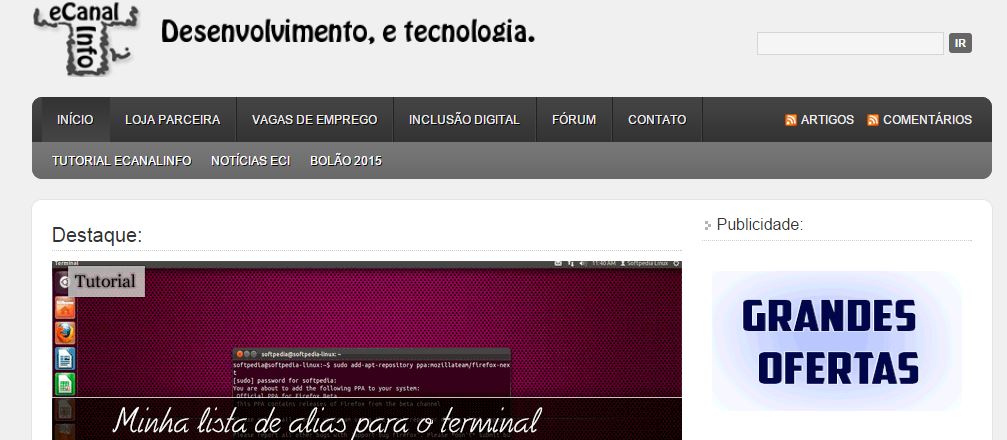 eCanal
Info
Desenvolvimento, e tecnologia.
IR
INÍCIO
LOJA PARCEIRA
VAGAS DE EMPREGO
INCLUSÃO DIGITAL
FÓRUM
CONTATO
ARTIGOS
COMENTÁRIOS
TUTORIAL ECANALINFO
NOTÍCIAS ECI
BOLÃO 2015
Destaque:
Publicidade:
Terminal
11:40 AM
Softpedia Linux
Tutorial
softpedia@softpedia-linux: ~
softpedia@softpedia-linux:~$ sudo add-apt-repository ppa:mozillateam/firefox-nex
t
[sudo] password for softpedia:
You are about to add the following PPA to your system:
Official PPA for Firefox Beta
This PPA contains releases of Firefox from the beta channel
Minha lista de alias para o terminal
GRANDES
OFERTAS